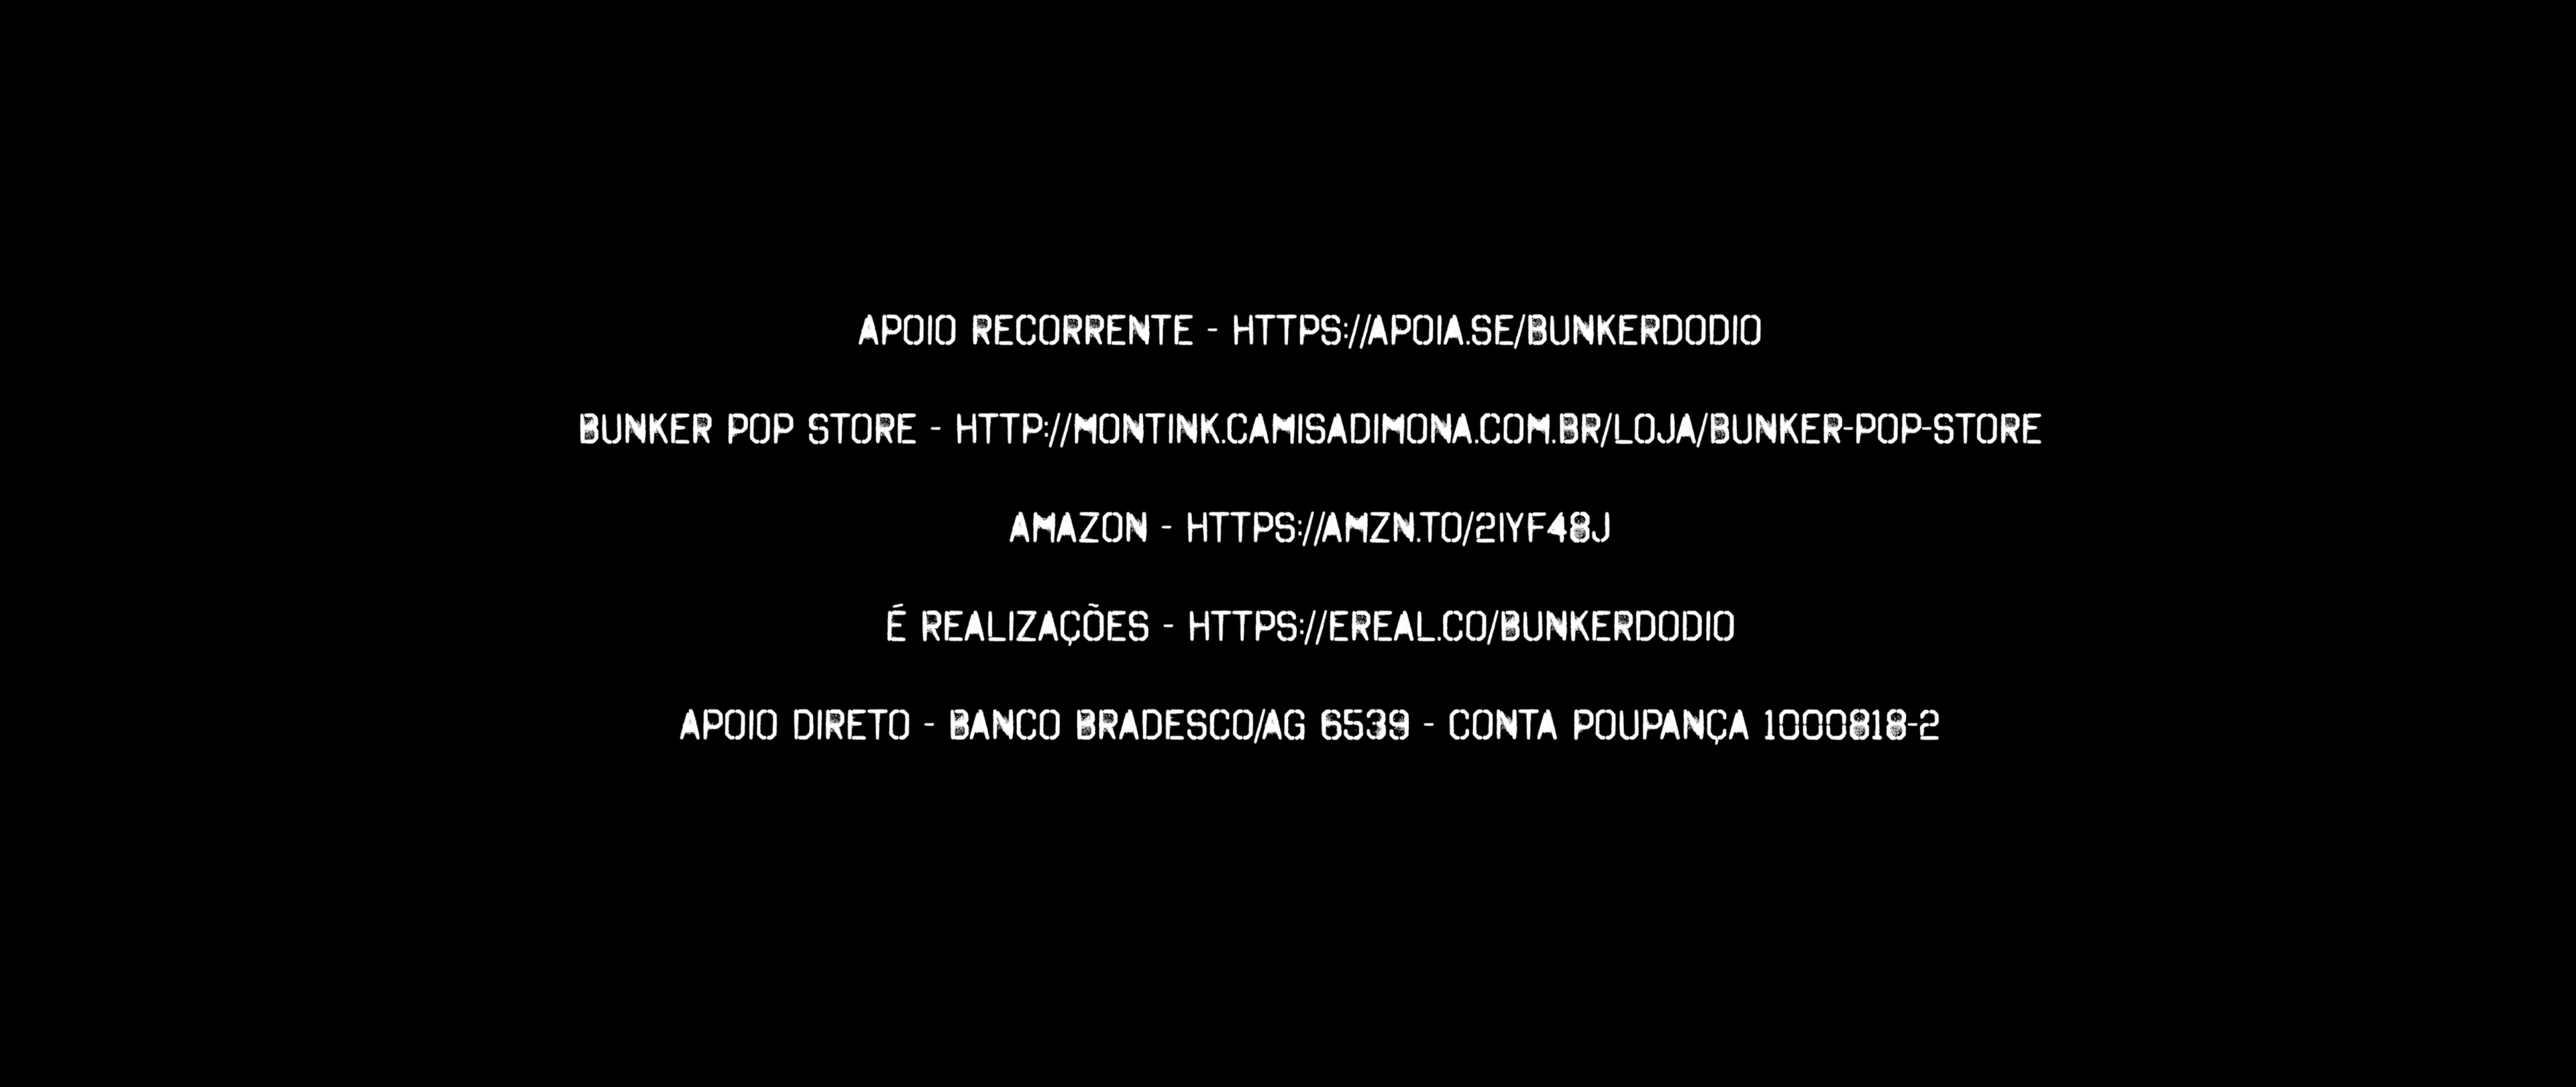 APOIO RECORRENTE - HTTPS://APOIA.SE/BUNKERDODIO
BUNKER POP STORE - HTTP://MONTINK.CAMISADIMONA.COM.BR/LOJA/BUNKER-POP-STORE
AMAZON - HTTPS://AMZN.TO/2IYF48J
É REALIZAÇÕES - HTTPS://EREAL.CO/BUNKERDODIO
APOIO DIRETO - BANCO BRADESCO/AG 6539 - CONTA POUPANÇA 1000818-2